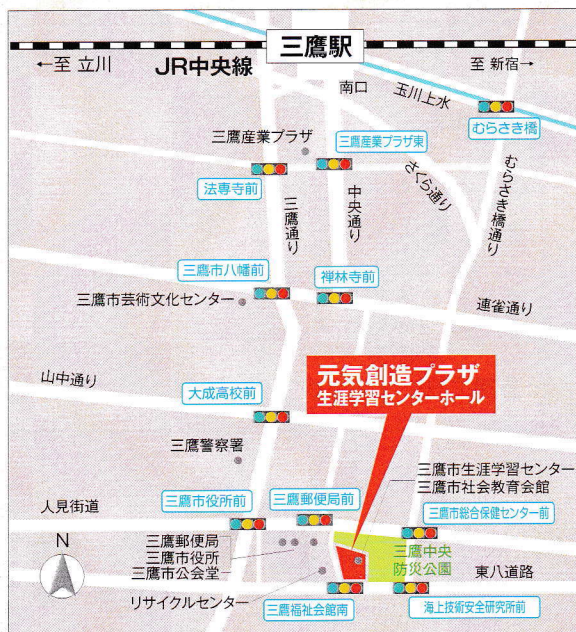 三鷹駅
←至 立川
JR中央線
至 新宿→
南口
玉川上水
むらさき橋
三鷹産業プラザ
三鷹産業プラザ東
法専寺前
三鷹通り
中央通り
さくら通り
むらさき橋通り
三鷹市八幡前
禅林寺前
三鷹市芸術文化センター
連雀通り
山中通り
元気創造プラザ
生涯学習センターホール
大成高校前
三鷹警察署
三鷹市生涯学習センター
三鷹市社会教育会館
人見街道
三鷹市役所前
三鷹郵便局前
三鷹市総合保健センター前
N
三鷹郵便局
三鷹市役所
三鷹市公会堂
三鷹中央
防災公園
東八道路
リサイクルセンター
三鷹福祉会館南
海上技術安全研究所前